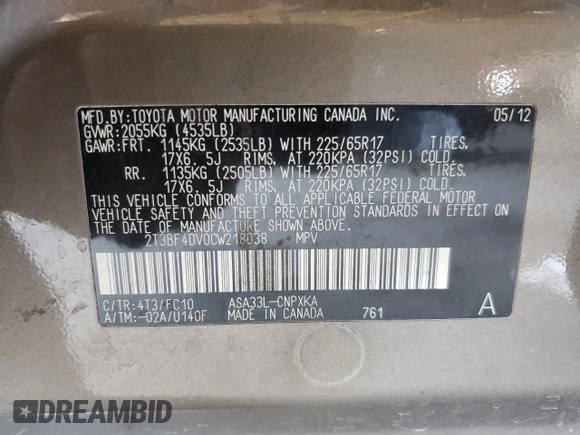 MFD.BY:TOYOTA MOTOR MANUFACTURING CANADA INC. 05/12
GVWR:2055KG (4535LB)
GAWR:FRT. 1145KG (2535LB) WITH 225/65R17 TIRES,
17X6. 5J RIMS, AT 220KPA (32PSI) COLD.
RR. 1135KG (2505LB) WITH 225/65R17 TIRES,
17X6. 5J RIMS, AT 220KPA (32PSI) COLD.
THIS VEHICLE CONFORMS TO ALL APPLICABLE FEDERAL MOTOR
VEHICLE SAFETY AND THEFT PREVENTION STANDARDS IN EFFECT ON
THE DATE OF MANUFACTURE SHOWN ABOVE.
2T3BF4DV0CW218038 MPV
C/TR:4T3/FC10 ASA33L-CNPXKA
A/TM:-02A/U140F MADE IN CANADA 761 A
DREAMBID